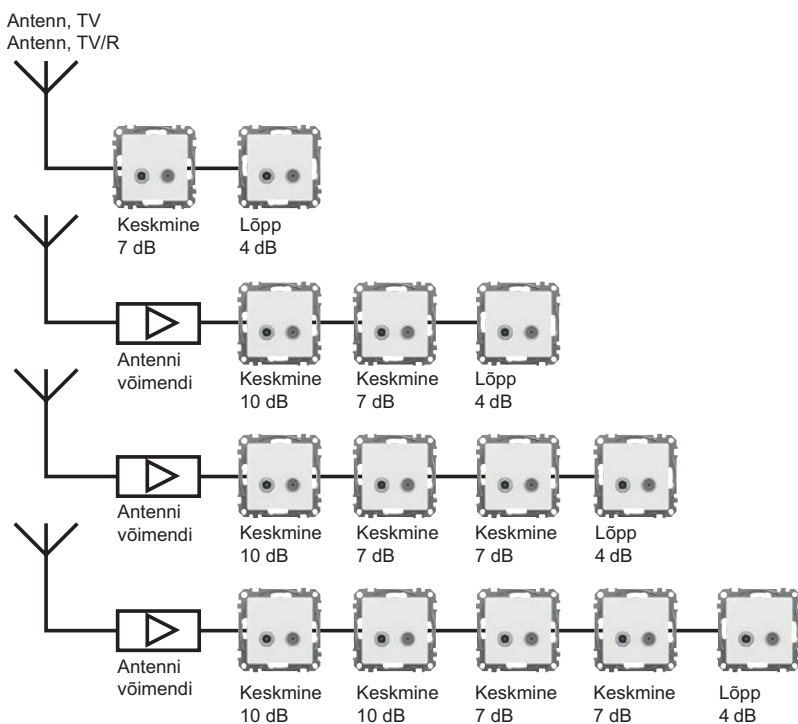 Antenn, TV
Antenn, TV/R
Keskmine
7 dB
Lõpp
4 dB
Antenni
võimendi
Keskmine
10 dB
Keskmine
7 dB
Lõpp
4 dB
Antenni
võimendi
Keskmine
10 dB
Keskmine
7 dB
Keskmine
7 dB
Lõpp
4 dB
Antenni
võimendi
Keskmine
10 dB
Keskmine
10 dB
Keskmine
7 dB
Keskmine
7 dB
Lõpp
4 dB